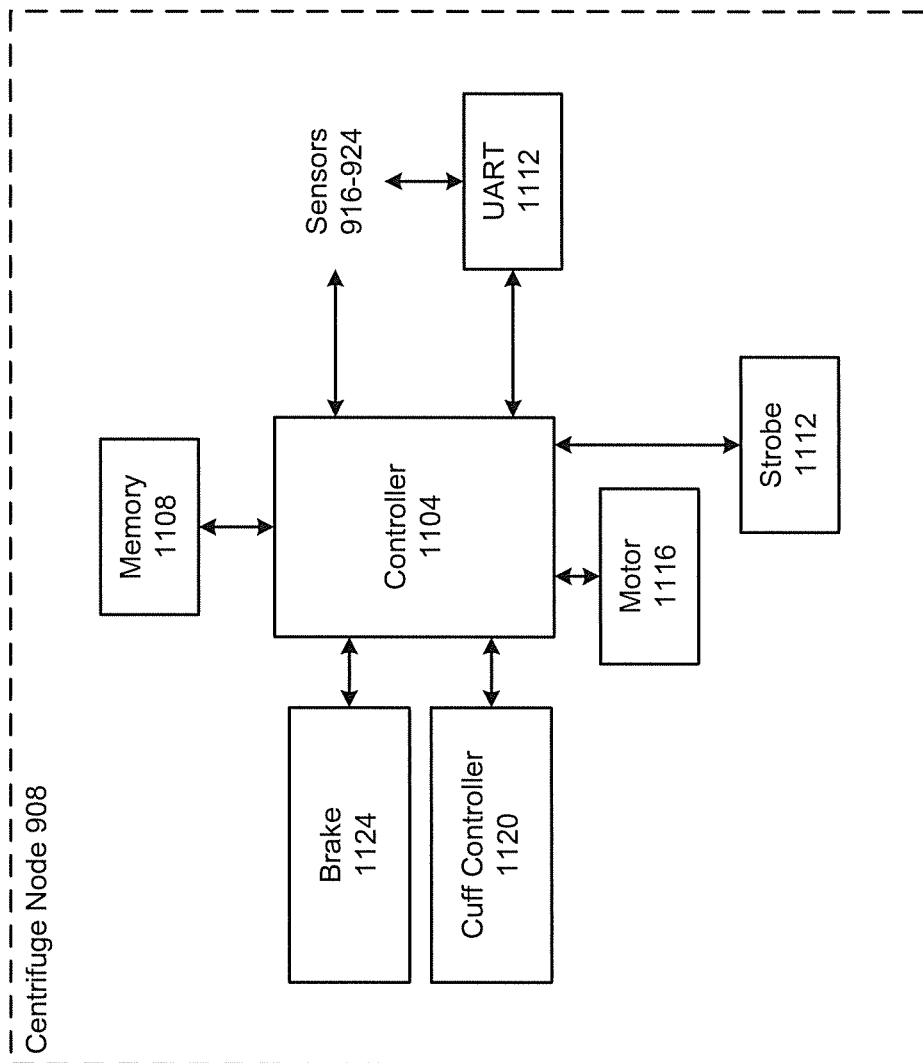 Centrifuge Node 908
Brake
1124
Cuff Controller
1120
Memory
1108
Controller
1104
Motor
1116
Strobe
1112
Sensors
916-924
UART
1112